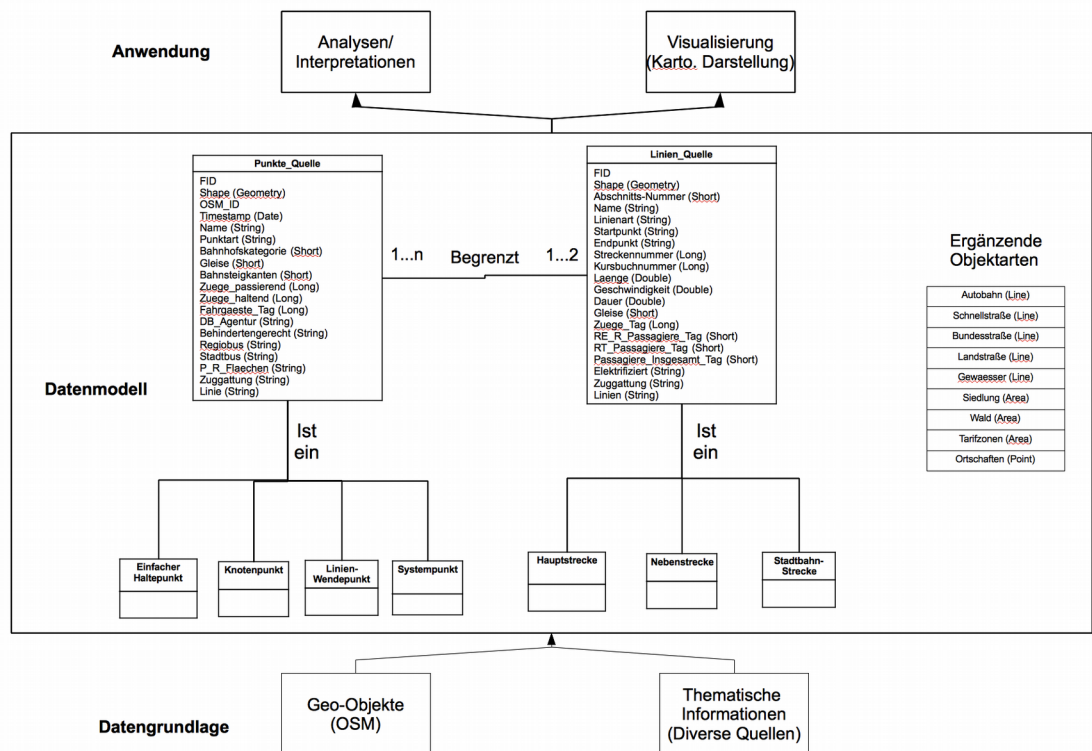 Anwendung
Analysen/
Interpretationen
Visualisierung
(Karto. Darstellung)
Datenmodell
Punkte_Quelle
FID
Shape (Geometry)
OSM_ID
Timestamp (Date)
Name (String)
Punktart (String)
Bahnhofskategorie (Short)
Gleise (Short)
Bahnsteigkanten (Short)
Zuege_passierend (Long)
Zuege_haltend (Long)
Fahrgaeste_Tag (Long)
DB_Agentur (String)
Behindertengerecht (String)
Regiobus (String)
Stadtbus (String)
P_R_Flaechen (String)
Zuggattung (String)
Linie (String)
1...n
Begrenzt
1...2
Linien_Quelle
FID
Shape (Geometry)
Abschnitts-Nummer (Short)
Name (String)
Linienart (String)
Startpunkt (String)
Endpunkt (String)
Streckennummer (Long)
Kursbuchnummer (Long)
Laenge (Double)
Geschwindigkeit (Double)
Dauer (Double)
Gleise (Short)
Zuege_Tag (Long)
RE_R_Passagiere_Tag (Short)
RT_Passagiere_Tag (Short)
Passagiere_Insgesamt_Tag (Short)
Elektrifiziert (String)
Zuggattung (String)
Linien (String)
Ergänzende
Objektarten
Autobahn (Line)
Schnellstraße (Line)
Bundesstraße (Line)
Landstraße (Line)
Gewaesser (Line)
Siedlung (Area)
Wald (Area)
Tarifzonen (Area)
Ortschaften (Point)
Ist
ein
Ist
ein
Einfacher
Haltepunkt
Knotenpunkt
Linien-
Wendepunkt
Systempunkt
Hauptstrecke
Nebenstrecke
Stadtbahn-
Strecke
Datengrundlage
Geo-Objekte
(OSM)
Thematische
Informationen
(Diverse Quellen)